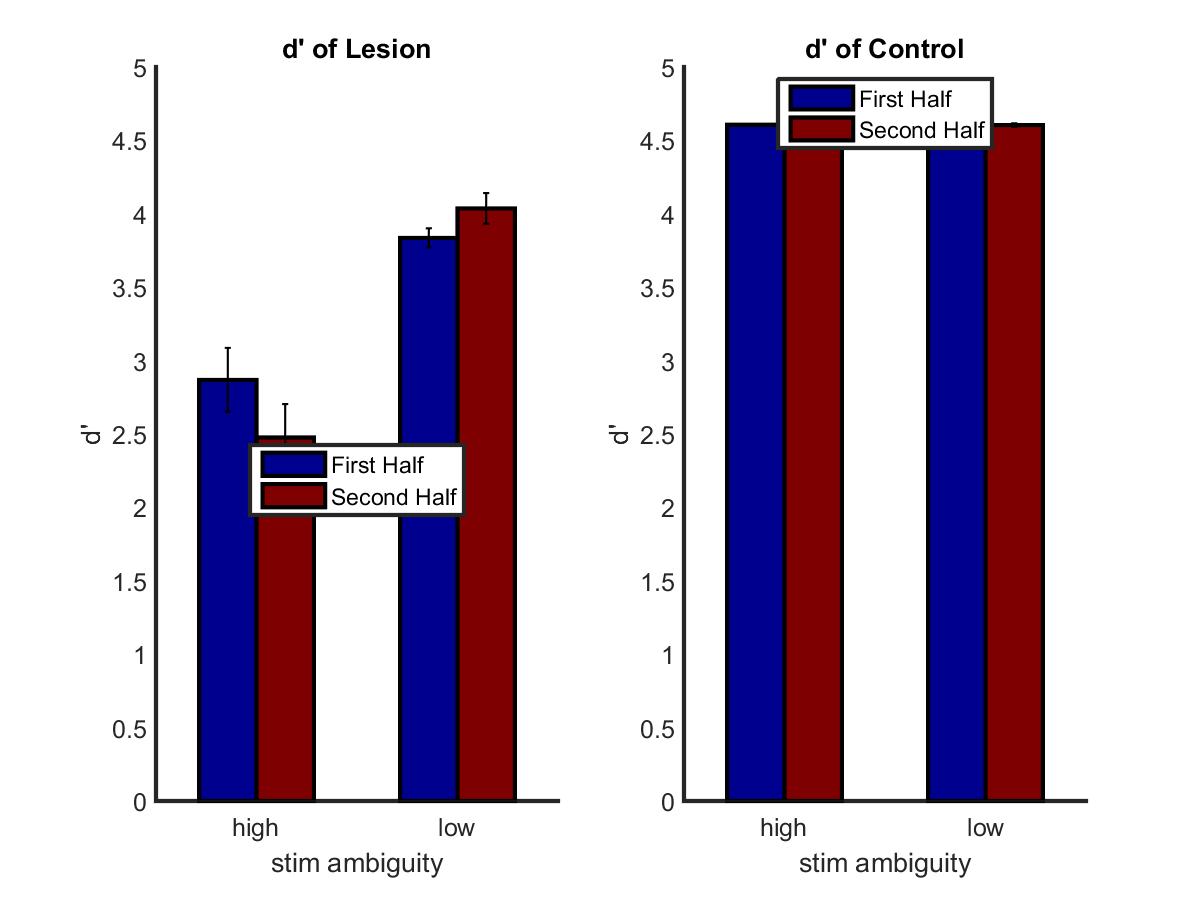 d' of Lesion
5
4.5
4
3.5
3
2.5
2
1.5
1
0.5
0
d'
First Half
Second Half
high low
stim ambiguity
d' of Control
5
4.5
4
3.5
3
2.5
2
1.5
1
0.5
0
d'
First Half
Second Half
high low
stim ambiguity